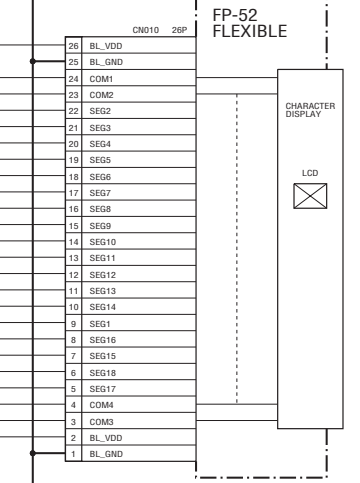 FP-52
FLEXIBLE
CN010 26P
26 BL_VDD
25 BL_GND
24 COM1
23 COM2
22 SEG2
21 SEG3
20 SEG4
19 SEG5
18 SEG6
17 SEG7
16 SEG8
15 SEG9
14 SEG10
13 SEG11
12 SEG12
11 SEG13
10 SEG14
9 SEG1
8 SEG16
7 SEG15
6 SEG18
5 SEG17
4 COM4
3 COM3
2 BL_VDD
1 BL_GND
CHARACTER
DISPLAY
LCD